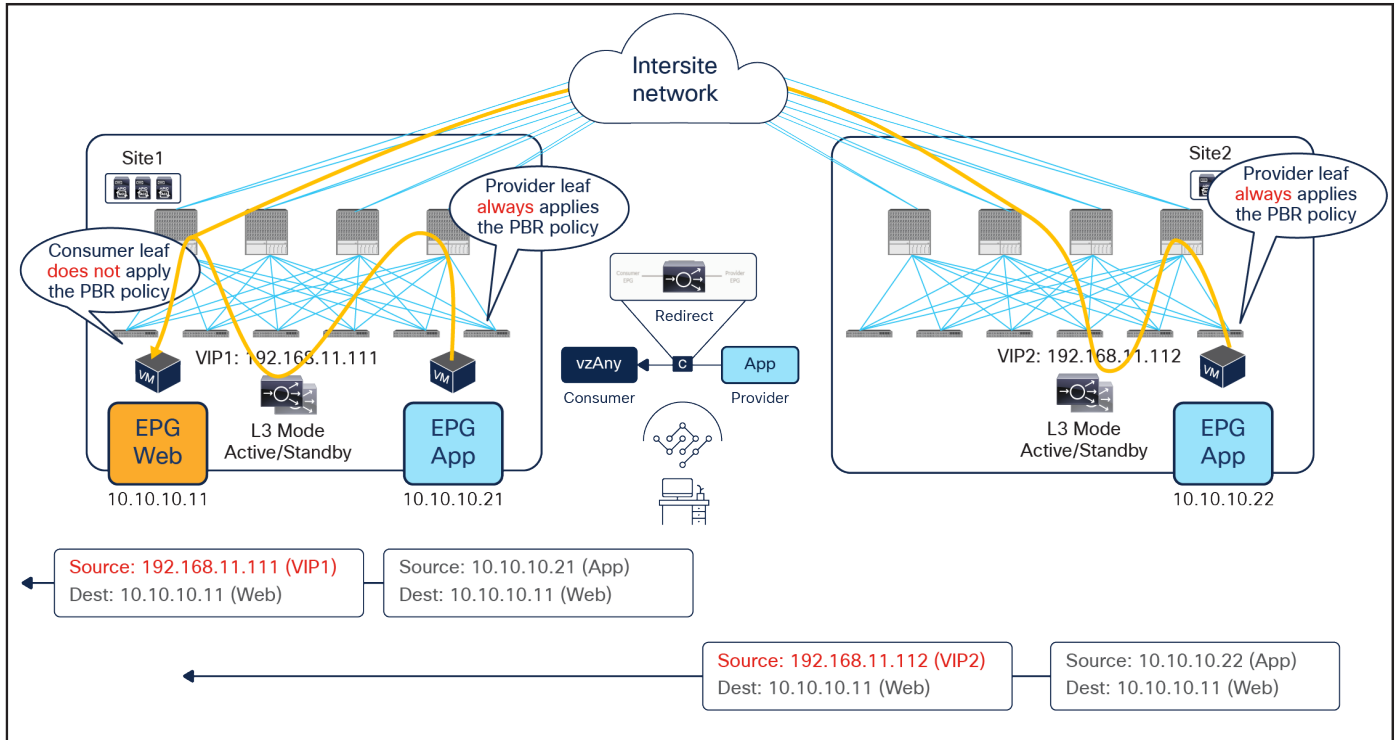 Intersite
network
Site1
Site2
Provider leaf
always applies
the PBR policy
Provider leaf
always applies
the PBR policy
Consumer leaf
does not apply
the PBR policy
Consumer
EPG
Provider
EPG
Redirect
VIP1: 192.168.11.111
VIP2: 192.168.11.112
vzAny
C
App
Consumer
Provider
VM
VM
VM
EPG
Web
L3 Mode
Active/Standby
EPG
App
L3 Mode
Active/Standby
EPG
App
10.10.10.11
10.10.10.21
10.10.10.22
Source: 192.168.11.111 (VIP1)
Dest: 10.10.10.11 (Web)
Source: 10.10.10.21 (App)
Dest: 10.10.10.11 (Web)
Source: 192.168.11.112 (VIP2)
Dest: 10.10.10.11 (Web)
Source: 10.10.10.22 (App)
Dest: 10.10.10.11 (Web)